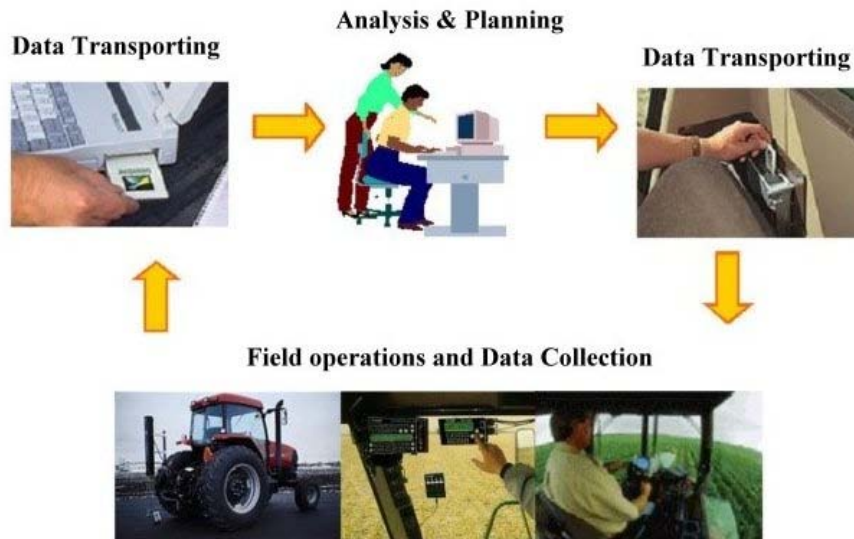 Analysis & Planning
Data Transporting
Data Transporting
Field operations and Data Collection